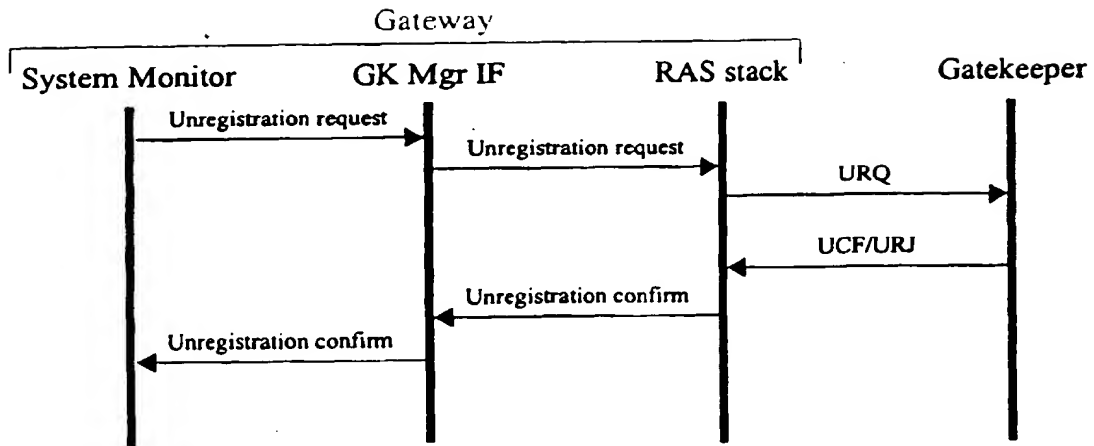 Gateway
System Monitor
GK Mgr IF
RAS stack
Gatekeeper
Unregistration request
Unregistration request
URQ
UCF/URJ
Unregistration confirm
Unregistration confirm